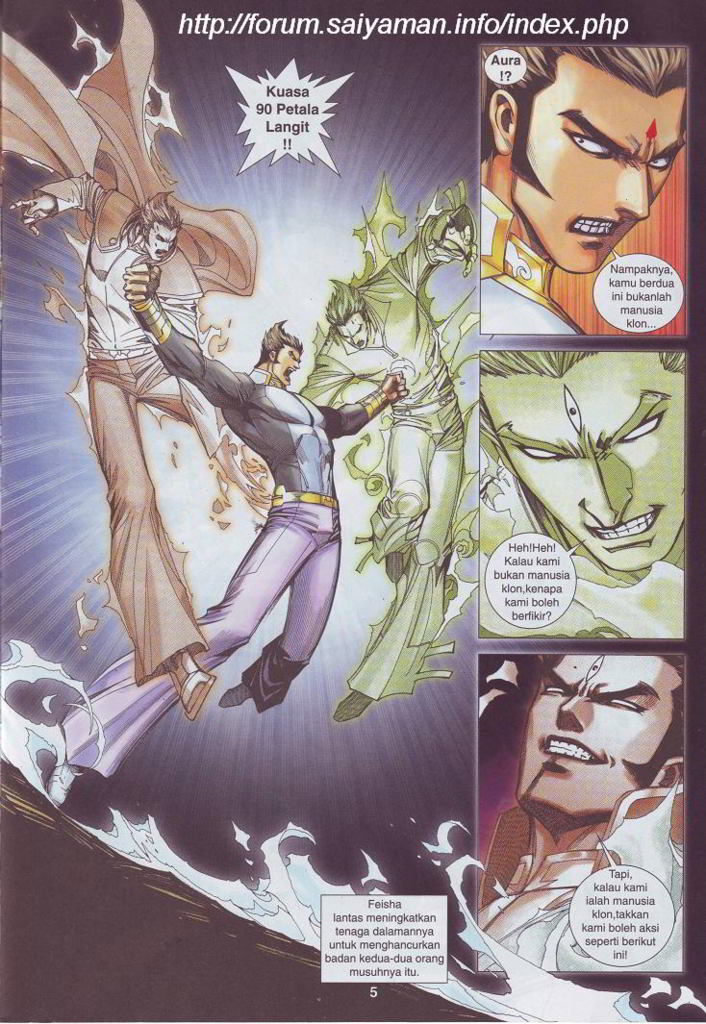 http://forum.saiyaman.info/index.php
Kuasa
90 Petala
Langit
!!
Aura
!?
Nampaknya,
kamu berdua
ini bukanlah
manusia
klon...
Heh!Heh!
Kalau kami
bukan manusia
klon,kenapa
kami boleh
berfikir?
Tapi,
kalau kami
ialah manusia
klon,takkan
kami boleh aksi
seperti berikut
ini!
Feisha
lantas meningkatkan
tenaga dalamannya
untuk menghancurkan
badan kedua-dua orang
musuhnya itu.
5